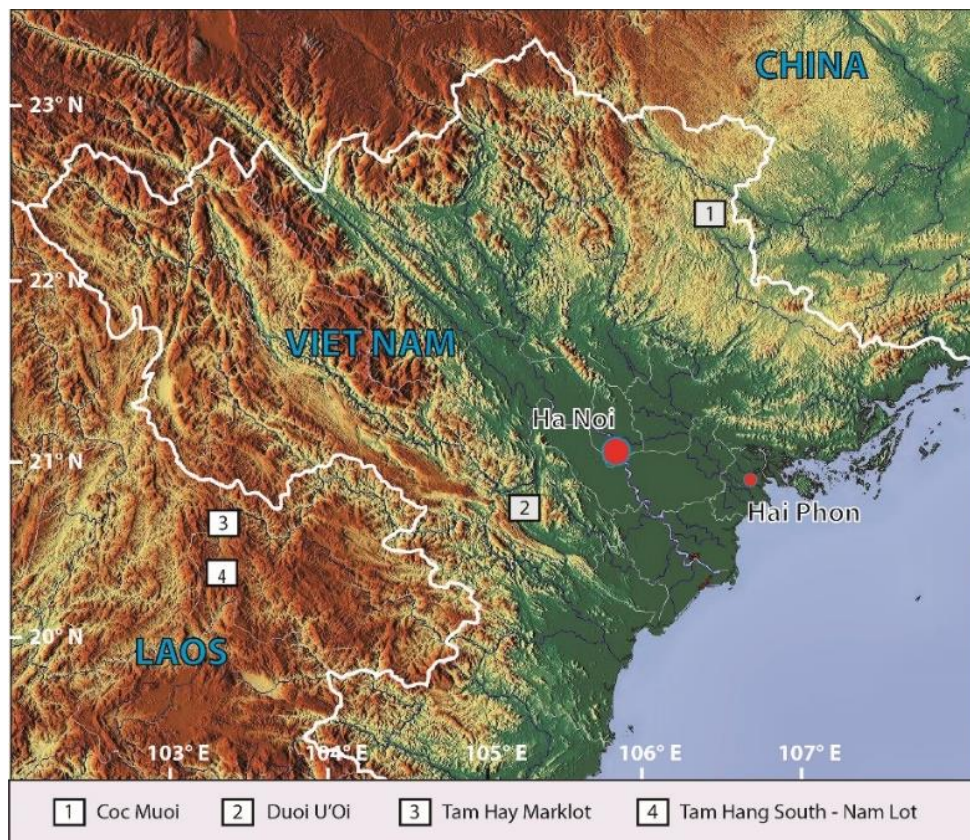 CHINA
23° N
1
22° N
VIET NAM
Ha Noi
21° N
2
Hai Phon
3
4
20° N
LAOS
103° E
104° E
105° E
106° E
107° E
1 Coc Muoi
2 Duoi U'Oi
3 Tam Hay Marklot
4 Tam Hang South - Nam Lot